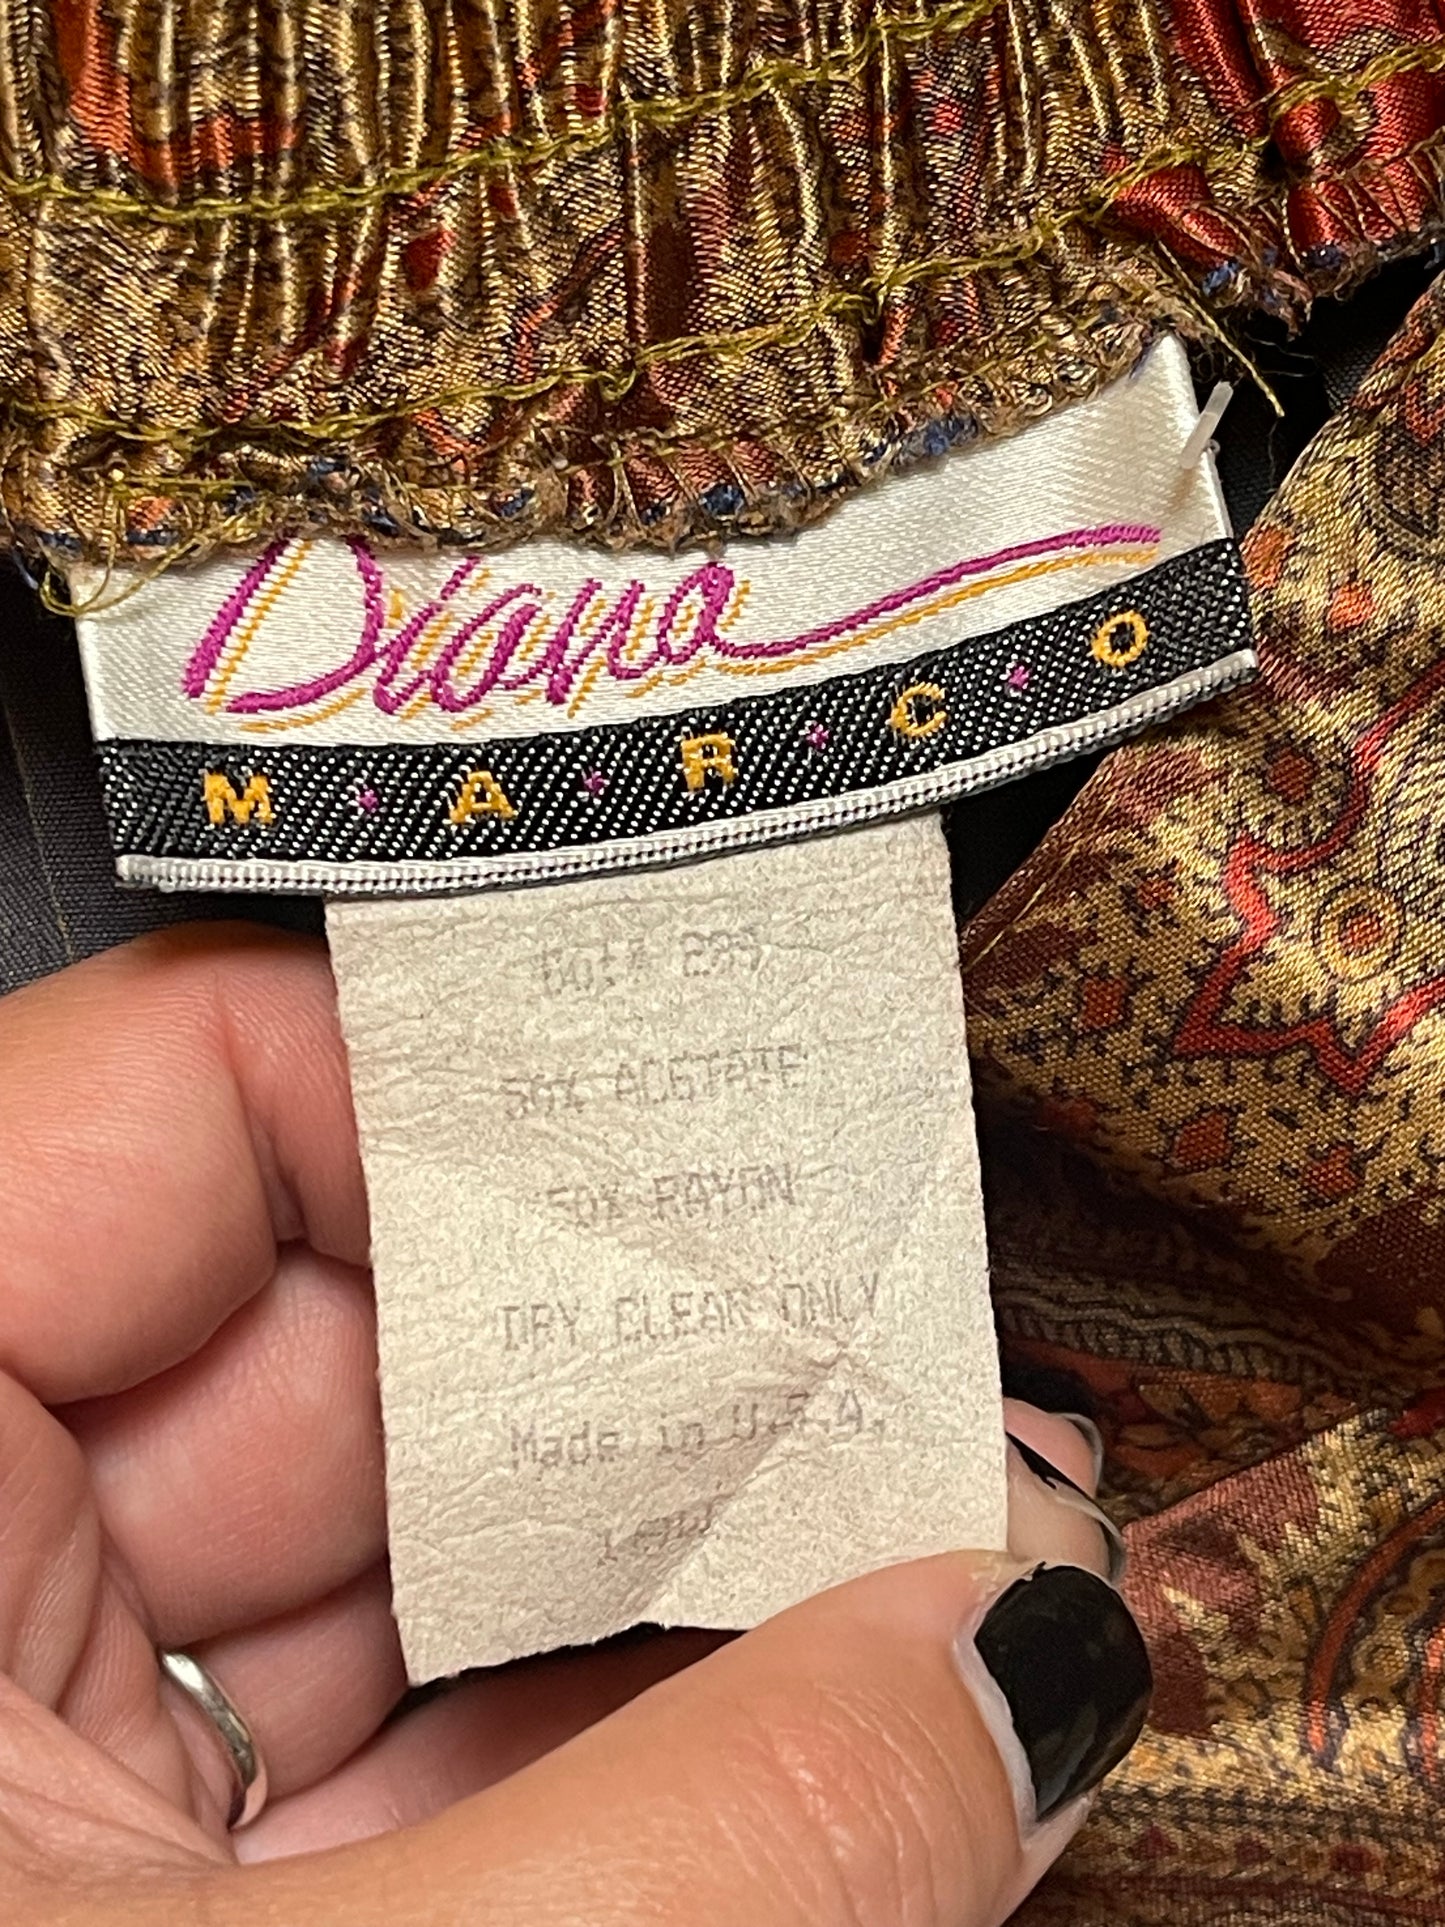 Diana
M·A·R·C·O
50% ACETATE
50% RAYON
DRY CLEAN ONLY
Made in U.S.A.